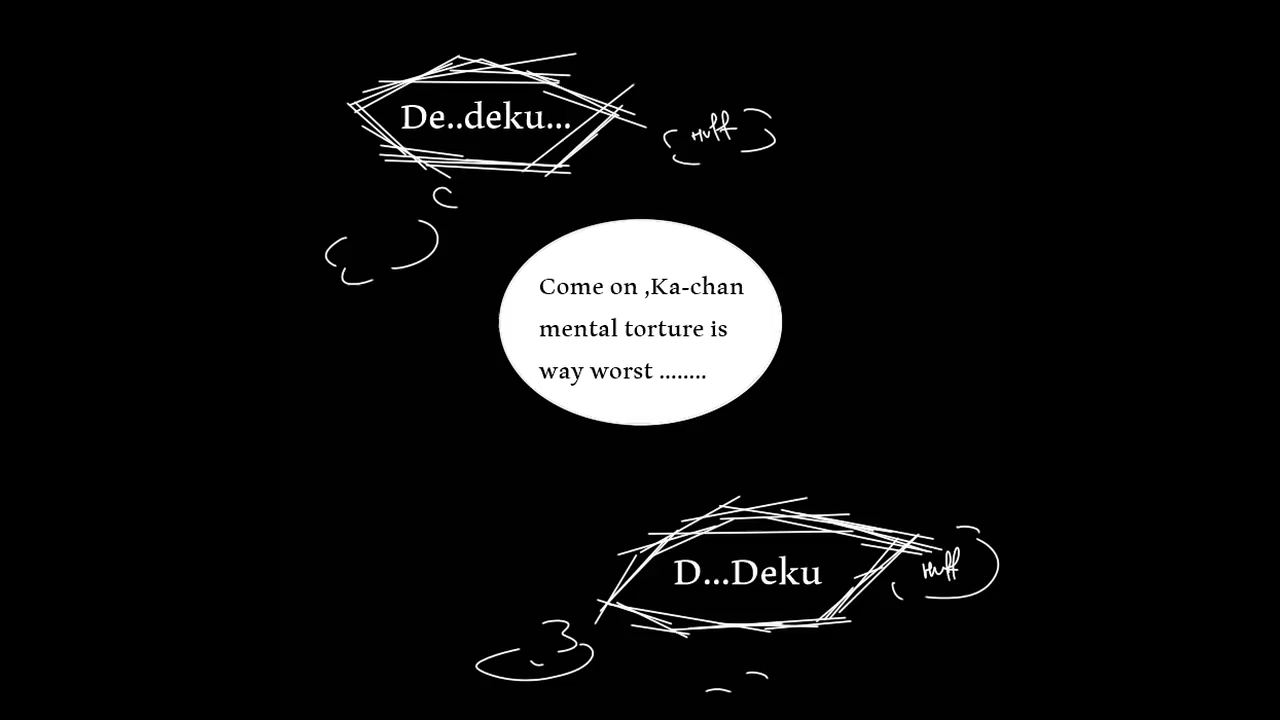 De..deku...
Huff
Come on ,Ka-chan
mental torture is
way worst ........
D...Deku
Huff